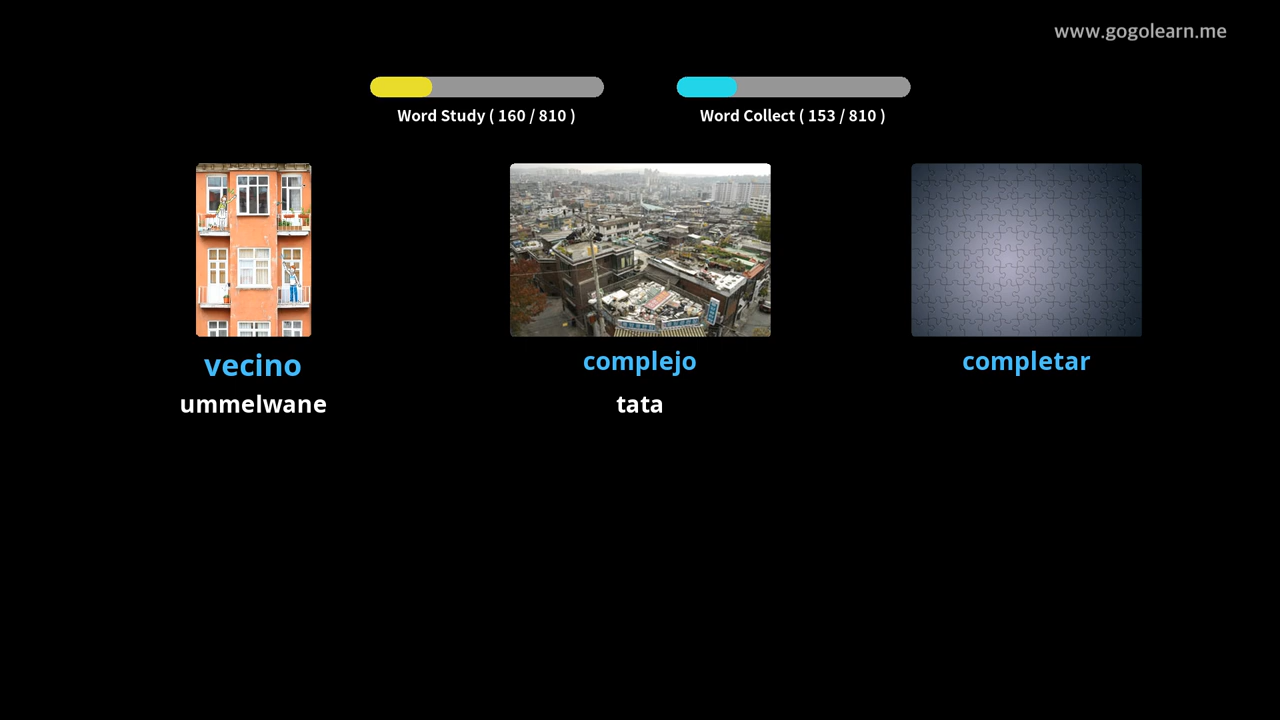 www.gogolearn.me
Word Study ( 160 / 810 )
Word Collect ( 153 / 810 )
vecino
complejo
completar
ummelwane
tata